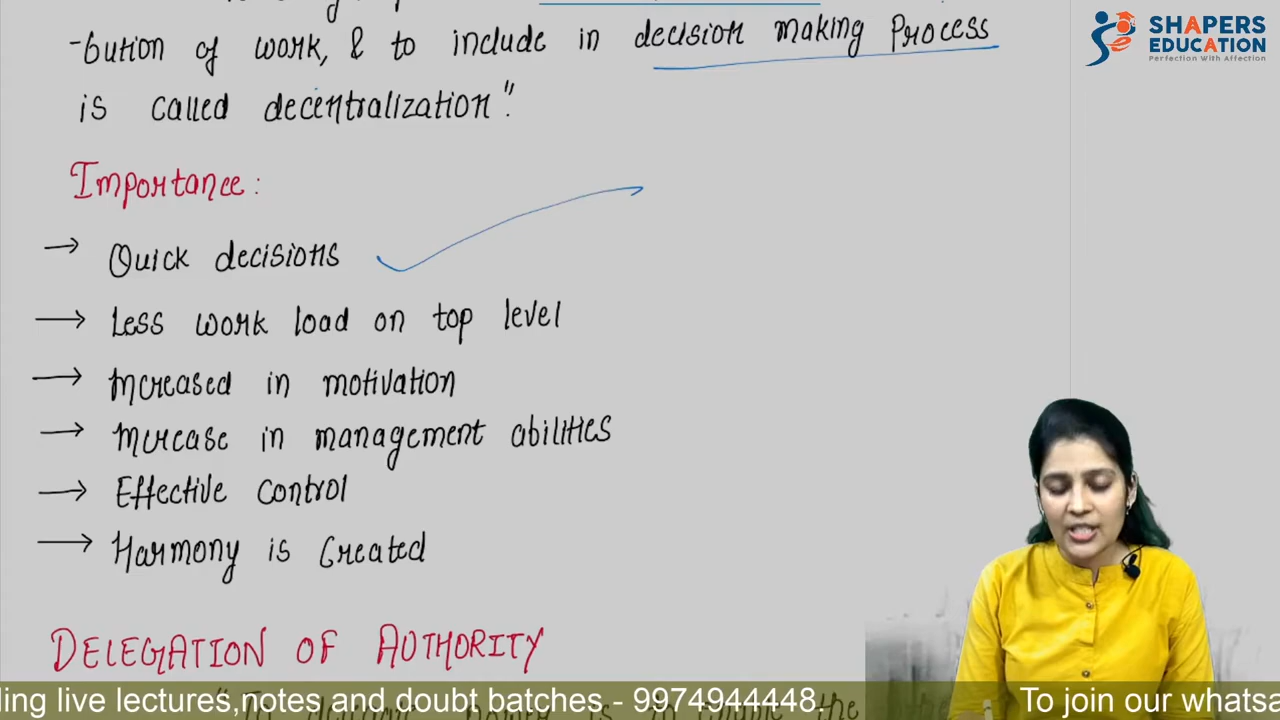 -bution of work, & to include in decision making Process
is called decentralization"
Importance:
→ Quick decisions
→ Less work load on top level
→ Increased in motivation
→ Increase in management abilities
→ Effective control
→ Harmony is Created
DELEGATION OF AUTHORITY
ding live lectures,notes and doubt batches - 9974944448. To join our whatsa
SHAPERS
EDUCATION
Perfection With Affection